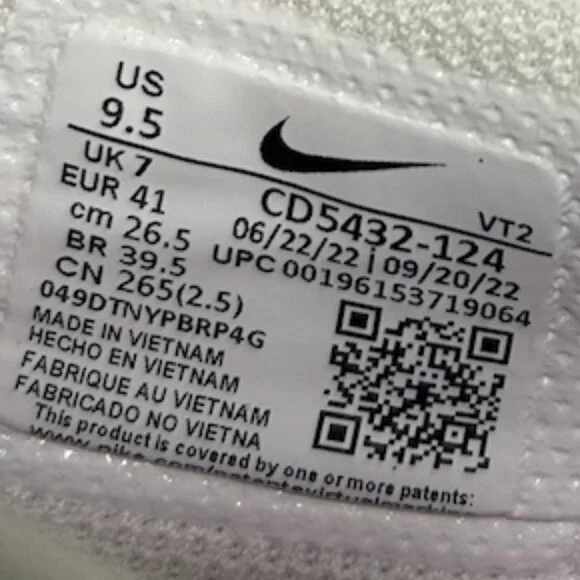 US
9.5
UK 7
EUR 41
cm 26.5
BR 39.5
CN 265(2.5)
VT2
CD5432-124
06/22/22 | 09/20/22
UPC 00196153719064
049DTNYPBRP4G
MADE IN VIETNAM
HECHO EN VIETNAM
FABRIQUE AU VIETNAM
FABRICADO NO VIETNA
This product is covered by one or more patents: